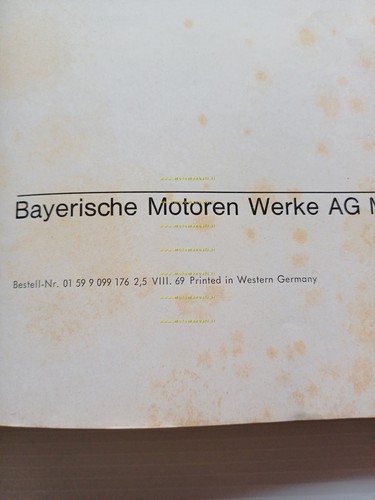 Bayerische Motoren Werke AG
Bestell-Nr. 01 59 9 099 176 2,5 VIII. 69 Printed in Western Germany